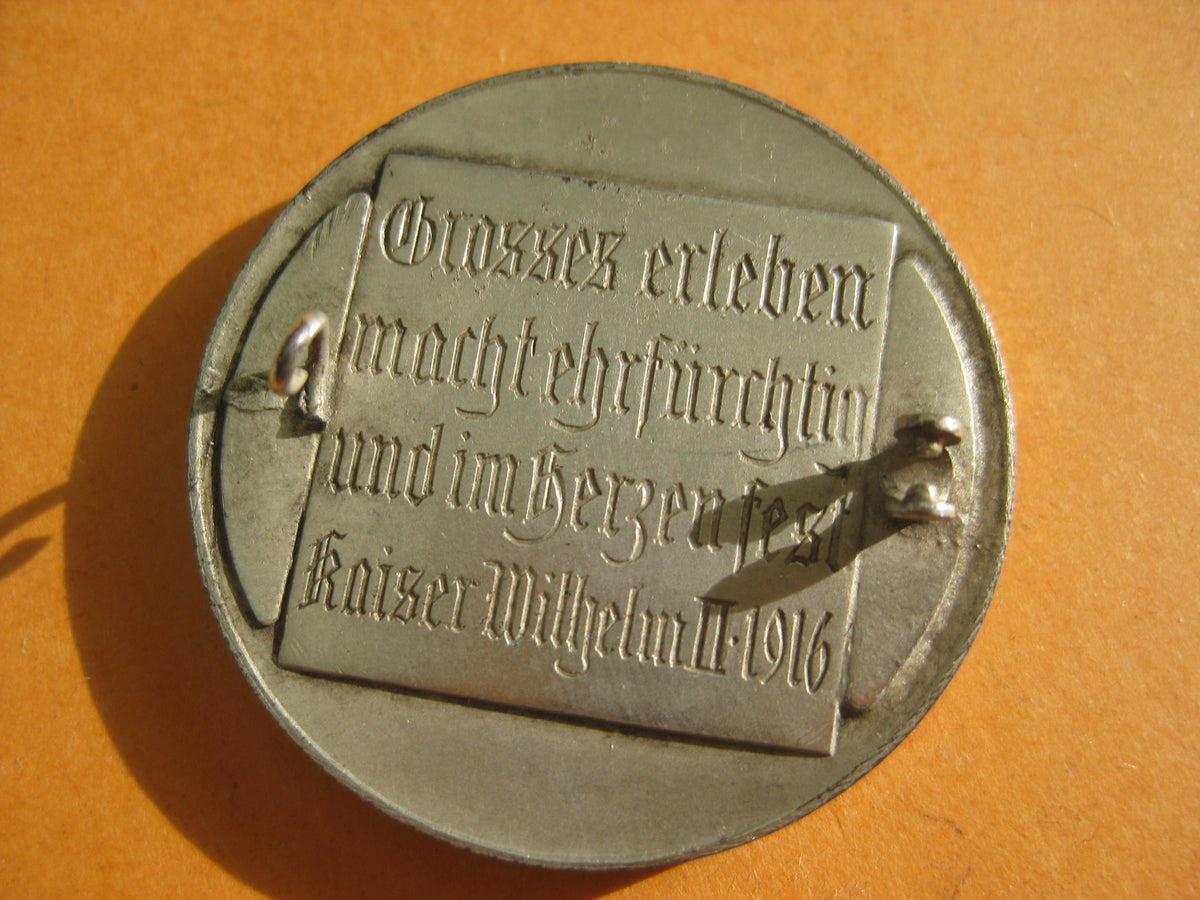 Grosses erleben
macht ehrfürchtig
und im Herzen fest
Kaiser Wilhelm II·1916